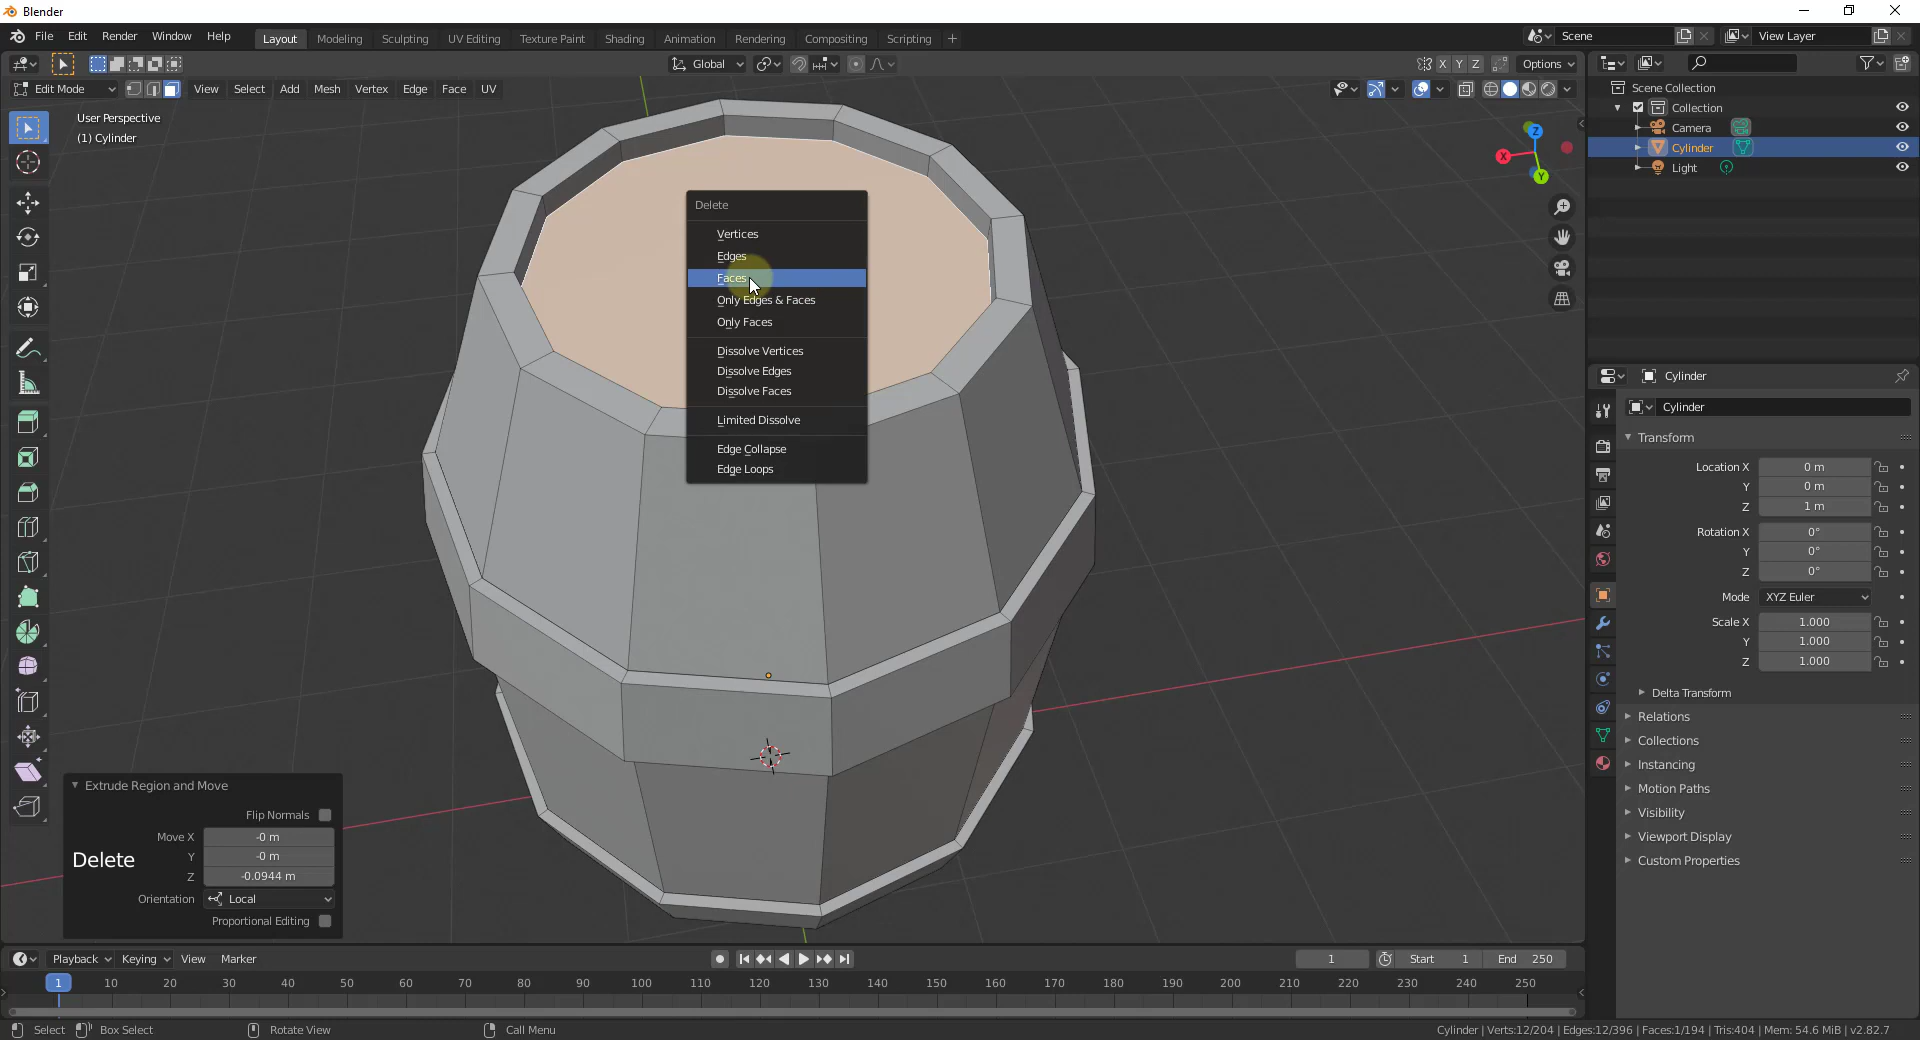 Blender
File Edit Render Window Help
Layout Modeling Sculpting UV Editing Texture Paint Shading Animation Rendering Compositing Scripting +
Scene
View Layer
Global
X Y Z
Options
Edit Mode
View Select Add Mesh Vertex Edge Face UV
User Perspective
(1) Cylinder
Z
X
Y
Delete
Vertices
Edges
Faces
Only Edges & Faces
Only Faces
Dissolve Vertices
Dissolve Edges
Dissolve Faces
Limited Dissolve
Edge Collapse
Edge Loops
Scene Collection
Collection
Camera
Cylinder
Light
Cylinder
Cylinder
Transform
Location X 0 m
Y 0 m
Z 1 m
Rotation X 0°
Y 0°
Z 0°
Mode XYZ Euler
Scale X 1.000
Y 1.000
Z 1.000
Delta Transform
Relations
Collections
Instancing
Motion Paths
Visibility
Viewport Display
Custom Properties
Extrude Region and Move
Flip Normals
Move X -0 m
Y -0 m
Z -0.0944 m
Delete
Orientation Local
Proportional Editing
Playback Keying View Marker
1
Start 1
End 250
1 10 20 30 40 50 60 70 80 90 100 110 120 130 140 150 160 170 180 190 200 210 220 230 240 250
Select Box Select Rotate View Call Menu
Cylinder | Verts:12/204 | Edges:12/396 | Faces:1/194 | Tris:404 | Mem: 54.6 MiB | v2.82.7